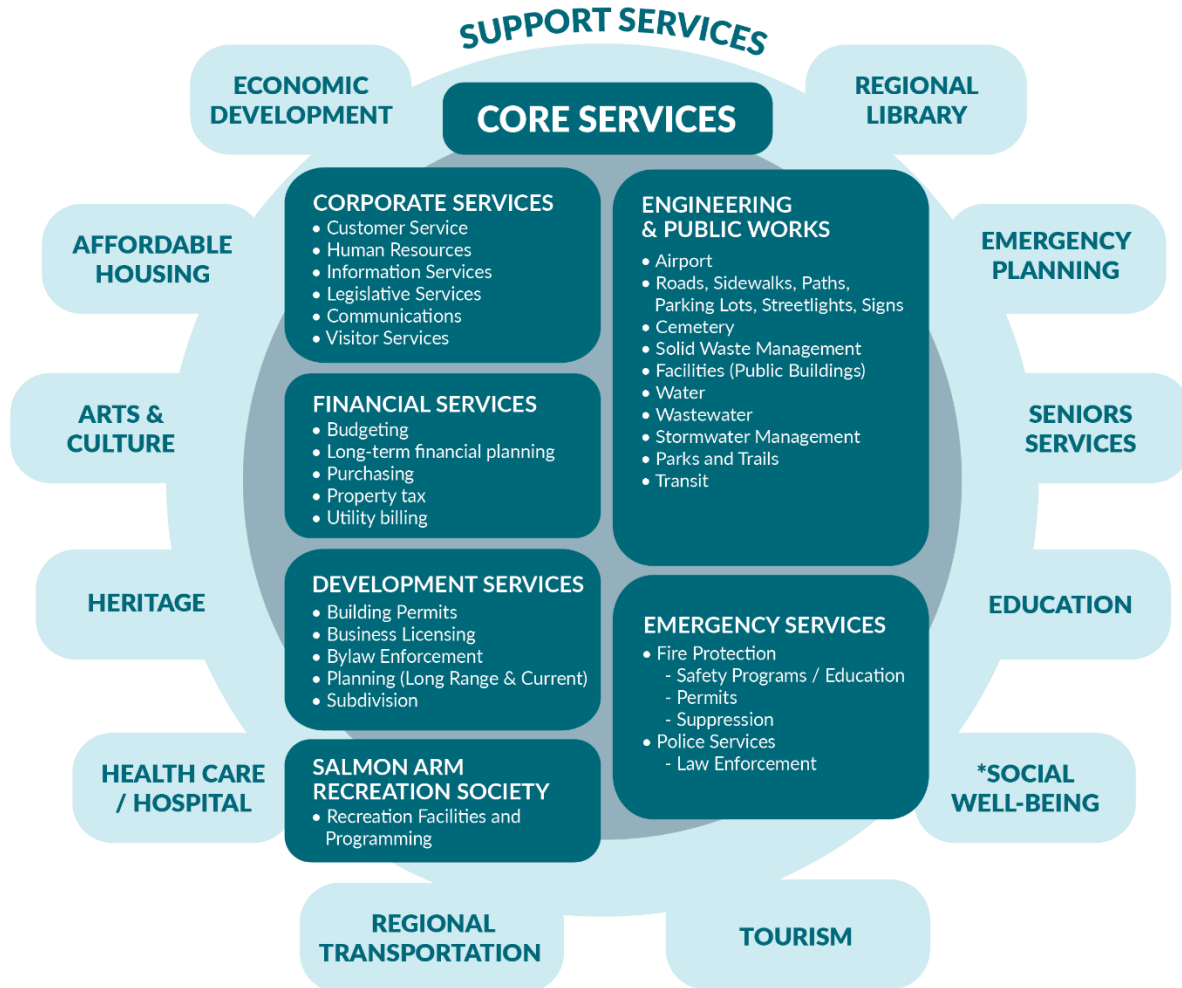 SUPPORT SERVICES
CORE SERVICES
ECONOMIC
DEVELOPMENT
REGIONAL
LIBRARY
AFFORDABLE
HOUSING
EMERGENCY
PLANNING
ARTS &
CULTURE
SENIORS
SERVICES
HERITAGE
EDUCATION
HEALTH CARE
/ HOSPITAL
*SOCIAL
WELL-BEING
REGIONAL
TRANSPORTATION
TOURISM
CORPORATE SERVICES
• Customer Service
• Human Resources
• Information Services
• Legislative Services
• Communications
• Visitor Services
FINANCIAL SERVICES
• Budgeting
• Long-term financial planning
• Purchasing
• Property tax
• Utility billing
DEVELOPMENT SERVICES
• Building Permits
• Business Licensing
• Bylaw Enforcement
• Planning (Long Range & Current)
• Subdivision
SALMON ARM
RECREATION SOCIETY
• Recreation Facilities and
Programming
ENGINEERING
& PUBLIC WORKS
• Airport
• Roads, Sidewalks, Paths,
Parking Lots, Streetlights, Signs
• Cemetery
• Solid Waste Management
• Facilities (Public Buildings)
• Water
• Wastewater
• Stormwater Management
• Parks and Trails
• Transit
EMERGENCY SERVICES
• Fire Protection
- Safety Programs / Education
- Permits
- Suppression
• Police Services
- Law Enforcement